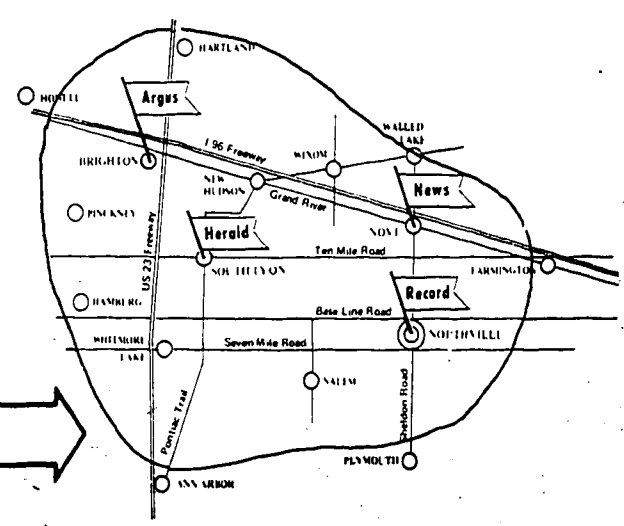 HARTLAND
HOWELL
Argus
WALLED
LAKE
I 96 Freeway
WIXOM
BRIGHTON
NEW
HUDSON
News
Grand River
PINCKNEY
Herald
NOVI
US 23 Freeway
Ten Mile Road
SOUTH LYON
FARMINGTON
HAMBURG
Record
Base Line Road
NORTHVILLE
WHITMORE
LAKE
Seven Mile Road
SALEM
Pontiac Trail
Sheldon Road
PLYMOUTH
ANN ARBOR